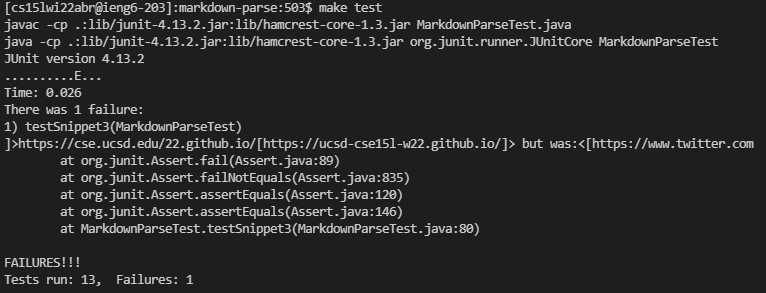 [cs15lwi22abr@ieng6-203]:markdown-parse:503$ make test
javac -cp .:lib/junit-4.13.2.jar:lib/hamcrest-core-1.3.jar MarkdownParseTest.java
java -cp .:lib/junit-4.13.2.jar:lib/hamcrest-core-1.3.jar org.junit.runner.JUnitCore MarkdownParseTest
JUnit version 4.13.2
..........E...
Time: 0.026
There was 1 failure:
1) testSnippet3(MarkdownParseTest)
]>https://cse.ucsd.edu/22.github.io/[https://ucsd-cse15l-w22.github.io/]> but was:<[https://www.twitter.com
at org.junit.Assert.fail(Assert.java:89)
at org.junit.Assert.failNotEquals(Assert.java:835)
at org.junit.Assert.assertEquals(Assert.java:120)
at org.junit.Assert.assertEquals(Assert.java:146)
at MarkdownParseTest.testSnippet3(MarkdownParseTest.java:80)
FAILURES!!!
Tests run: 13,  Failures: 1